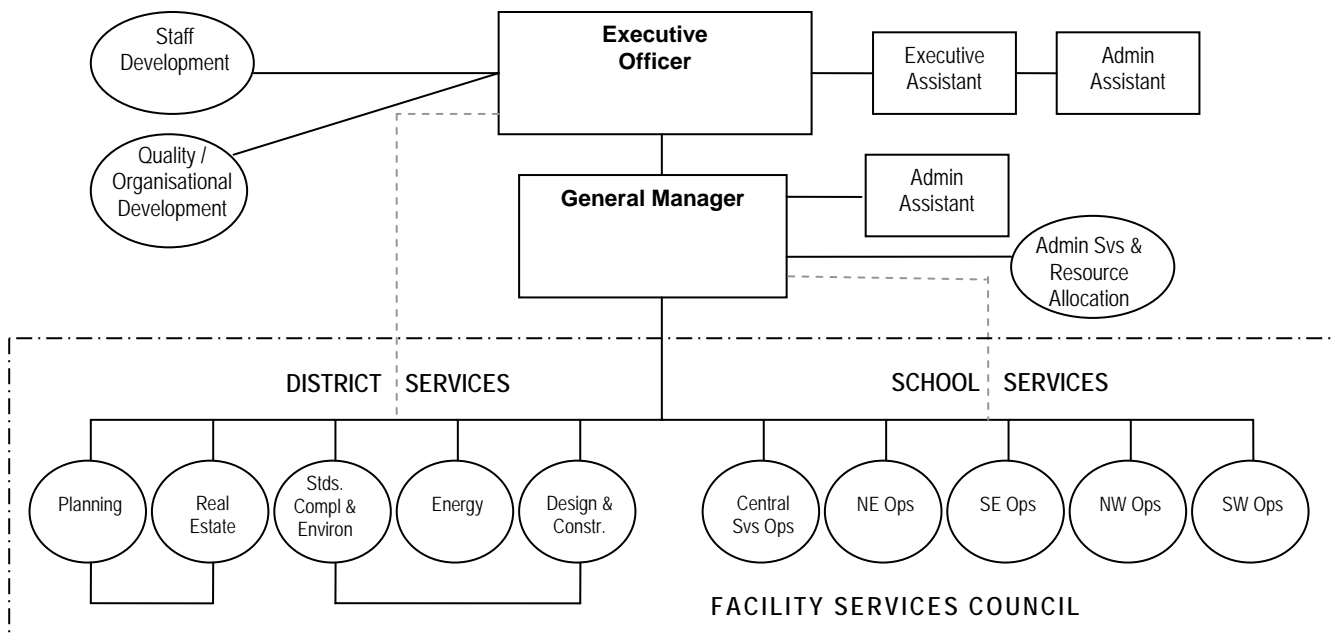 Staff
Development
Executive
Officer
Executive
Assistant
Admin
Assistant
Quality /
Organisational
Development
General Manager
Admin
Assistant
Admin Svs &
Resource
Allocation
DISTRICT SERVICES
SCHOOL SERVICES
Planning
Real
Estate
Stds.
Compl &
Environ
Energy
Design &
Constr.
Central
Svs Ops
NE Ops
SE Ops
NW Ops
SW Ops
FACILITY SERVICES COUNCIL